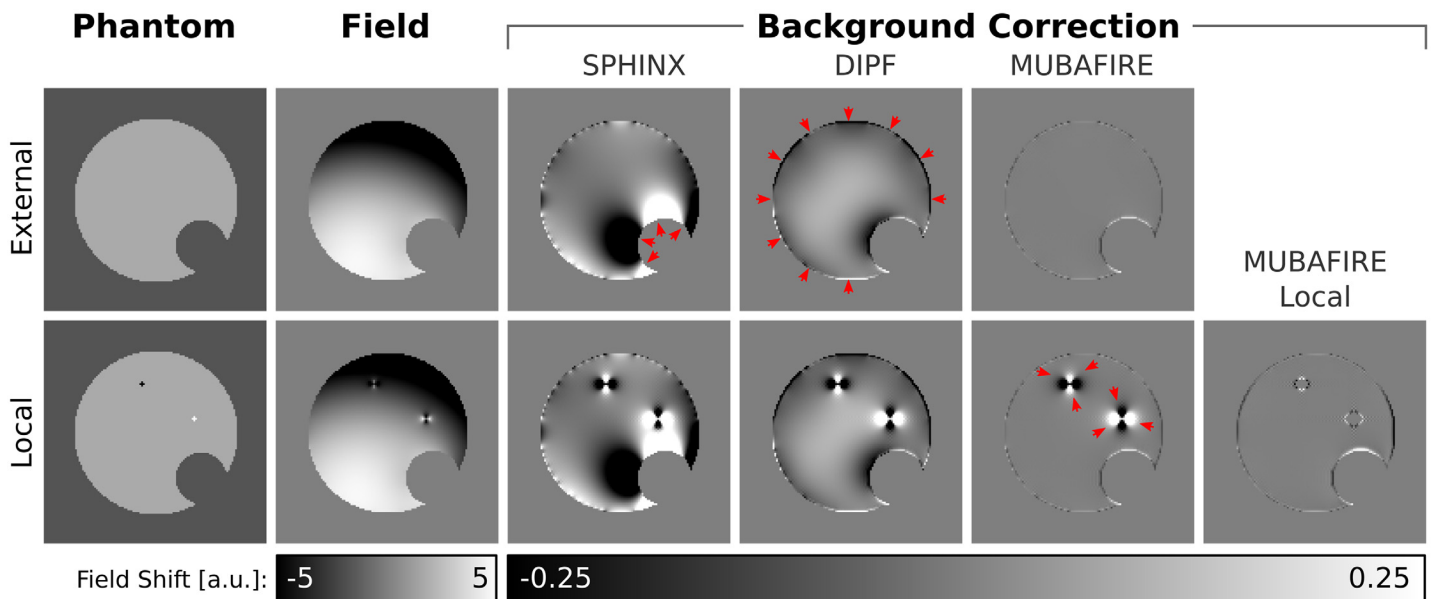 Phantom
Field
Background Correction
SPHINX
DIPF
MUBAFIRE
External
MUBAFIRE
Local
Local
Field Shift [a.u.]:
-5
5
-0.25
0.25